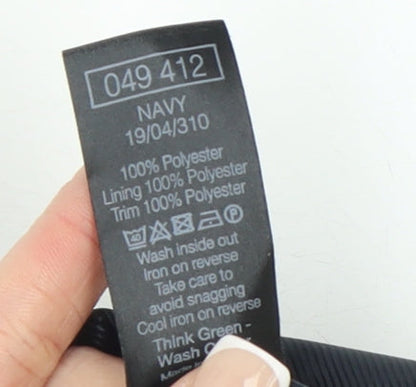 049 412
NAVY
19/04/310
100% Polyester
Lining 100% Polyester
Trim 100% Polyester
40 P
Wash inside out
Iron on reverse
Take care to
avoid snagging
Cool iron on reverse
Think Green -
Wash